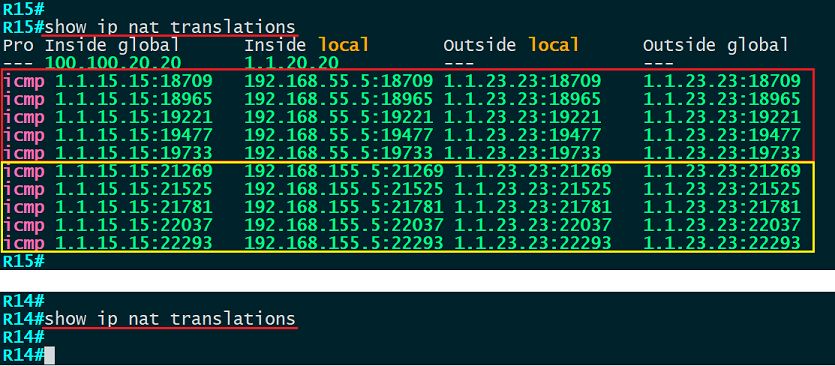 R15#
R15#show ip nat translations
Pro Inside global Inside local Outside local Outside global
--- 100.100.20.20 1.1.20.20 --- ---
icmp 1.1.15.15:18709 192.168.55.5:18709 1.1.23.23:18709 1.1.23.23:18709
icmp 1.1.15.15:18965 192.168.55.5:18965 1.1.23.23:18965 1.1.23.23:18965
icmp 1.1.15.15:19221 192.168.55.5:19221 1.1.23.23:19221 1.1.23.23:19221
icmp 1.1.15.15:19477 192.168.55.5:19477 1.1.23.23:19477 1.1.23.23:19477
icmp 1.1.15.15:19733 192.168.55.5:19733 1.1.23.23:19733 1.1.23.23:19733
icmp 1.1.15.15:21269 192.168.155.5:21269 1.1.23.23:21269 1.1.23.23:21269
icmp 1.1.15.15:21525 192.168.155.5:21525 1.1.23.23:21525 1.1.23.23:21525
icmp 1.1.15.15:21781 192.168.155.5:21781 1.1.23.23:21781 1.1.23.23:21781
icmp 1.1.15.15:22037 192.168.155.5:22037 1.1.23.23:22037 1.1.23.23:22037
icmp 1.1.15.15:22293 192.168.155.5:22293 1.1.23.23:22293 1.1.23.23:22293
R15#
R14#
R14#show ip nat translations
R14#
R14#